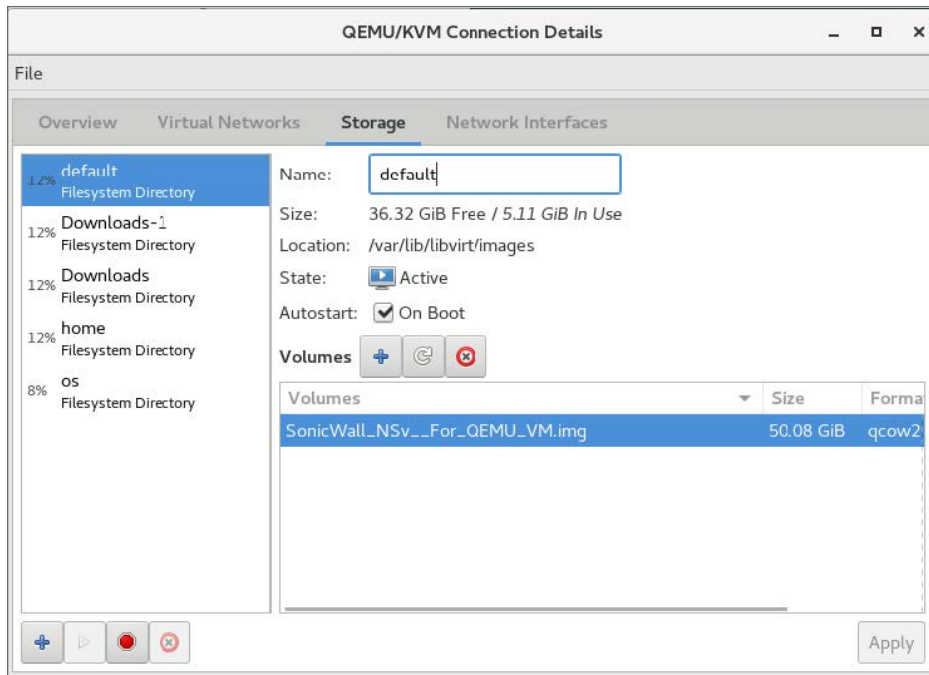 QEMU/KVM Connection Details
File
Overview Virtual Networks Storage Network Interfaces
12% default
Filesystem Directory
12% Downloads-1
Filesystem Directory
12% Downloads
Filesystem Directory
12% home
Filesystem Directory
8% os
Filesystem Directory
Name: default
Size: 36.32 GiB Free / 5.11 GiB In Use
Location: /var/lib/libvirt/images
State: Active
Autostart: On Boot
Volumes
Volumes Size Forma
SonicWall_NSv__For_QEMU_VM.img 50.08 GiB qcow2
Apply